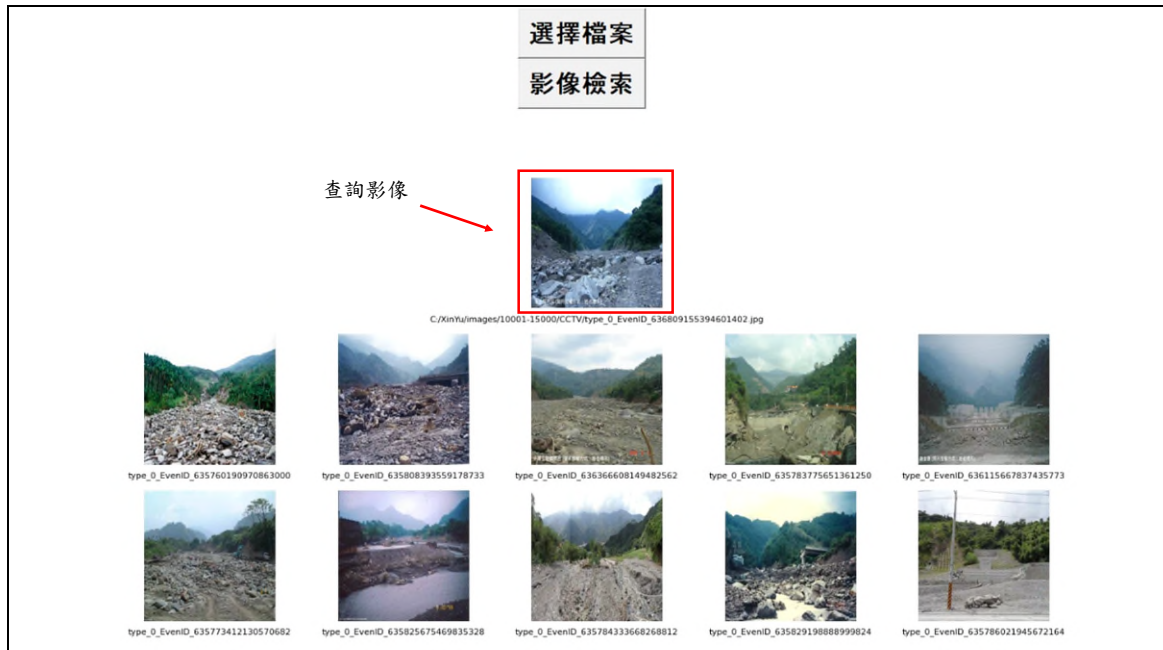 選擇檔案
影像檢索
查詢影像
C:/XinYu/images/10001-15000/CCTV/type_0_EvenID_636809155394601402.jpg
type_0_EvenID_635760190970863000
type_0_EvenID_635808393559178733
type_0_EvenID_636366608149482562
type_0_EvenID_635783775651361250
type_0_EvenID_636115667837435773
type_0_EvenID_635773412130570682
type_0_EvenID_635825675469835328
type_0_EvenID_635784333668268812
type_0_EvenID_635829198888999824
type_0_EvenID_635786021945672164